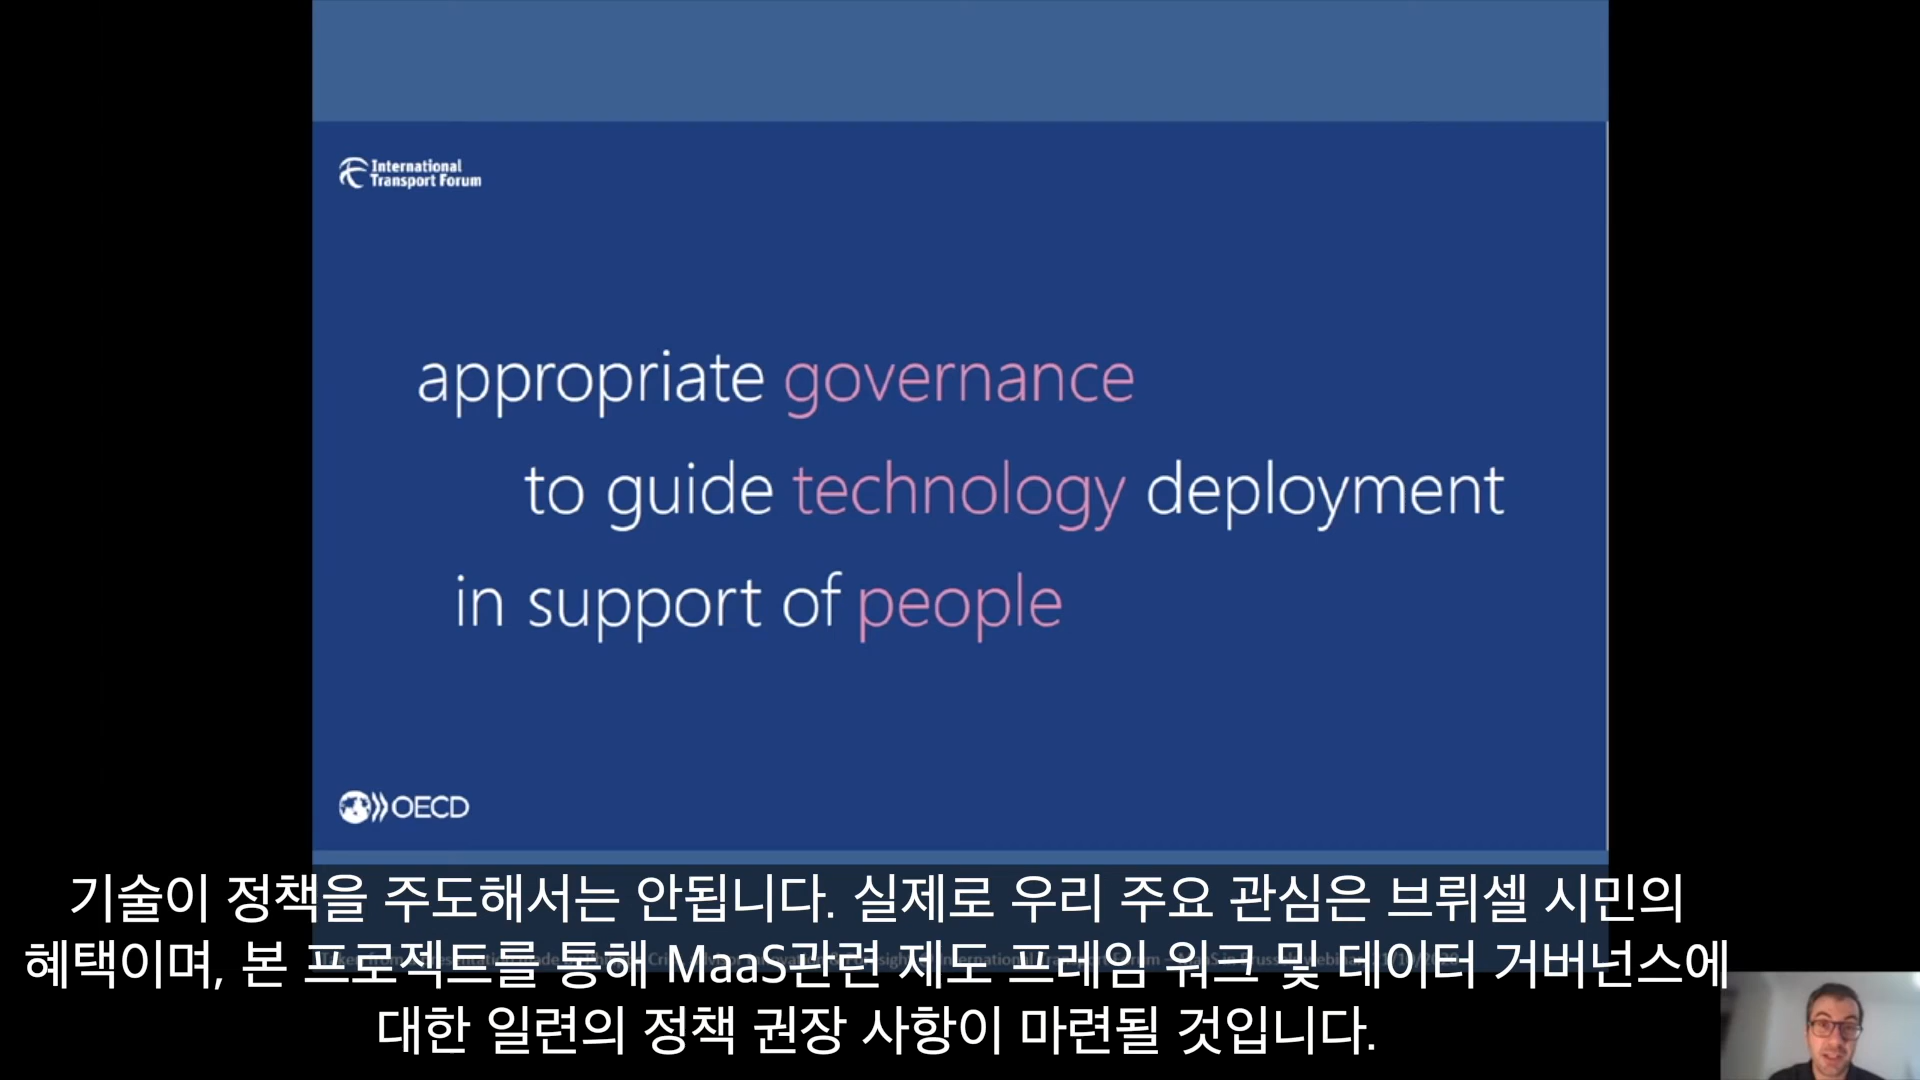 International
Transport Forum
appropriate governance
to guide technology deployment
in support of people
OECD
기술이 정책을 주도해서는 안됩니다. 실제로 우리 주요 관심은 브뤼셀 시민의
혜택이며, 본 프로젝트를 통해 MaaS관련 제도 프레임 워크 및 데이터 거버넌스에
대한 일련의 정책 권장 사항이 마련될 것입니다.